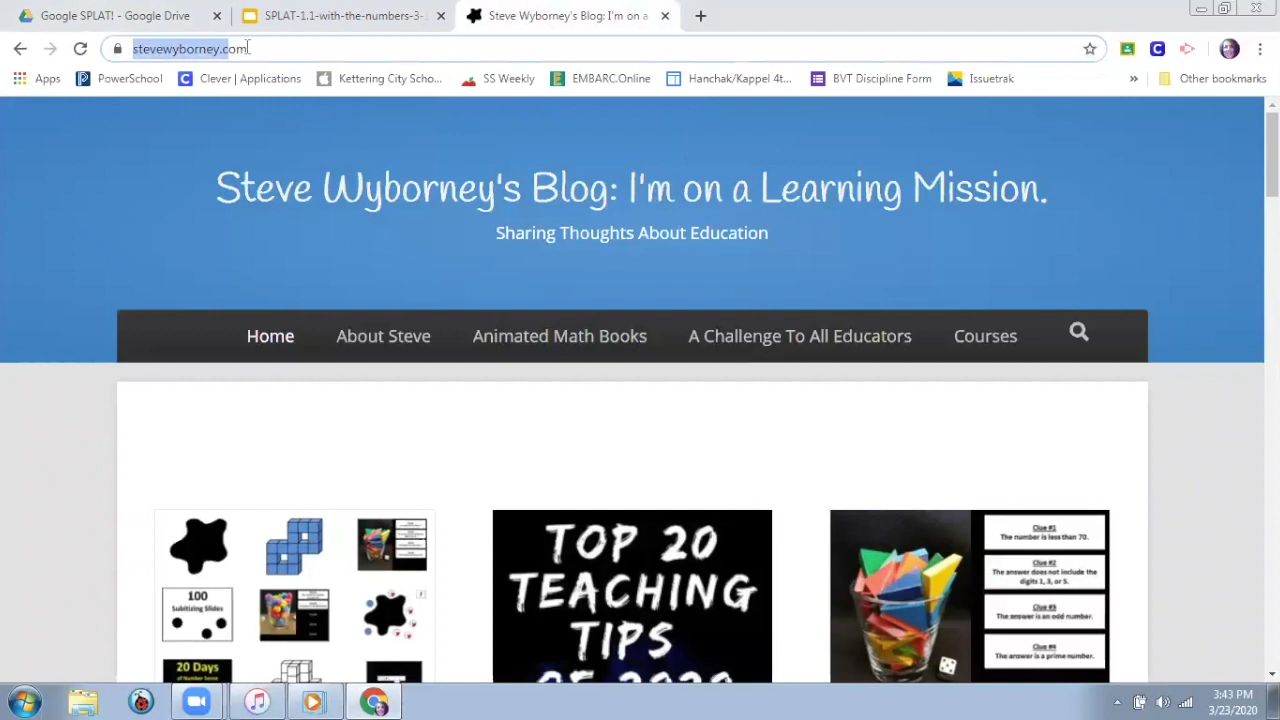 Google SPLAT! - Google Drive
SPLAT-1.1-with-the-numbers-3-
Steve Wyborney's Blog: I'm on a
stevewyborney.com
Apps
PowerSchool
Clever | Applications
Kettering City Scho...
SS Weekly
EMBARC.Online
Hanchak/Kappel 4t...
BVT Discipline Form
Issuetrak
»
Other bookmarks
Steve Wyborney's Blog: I'm on a Learning Mission.
Sharing Thoughts About Education
Home
About Steve
Animated Math Books
A Challenge To All Educators
Courses
100
Subitizing Slides
20 Days
of Number Sense
TOP 20
TEACHING
TIPS
OF 2020
Clue #1
The number is less than 70.
Clue #2
The answer does not include the
digits 1, 3, or 5.
Clue #3
The answer is an odd number.
Clue #4
The answer is a prime number.
3:43 PM
3/23/2020